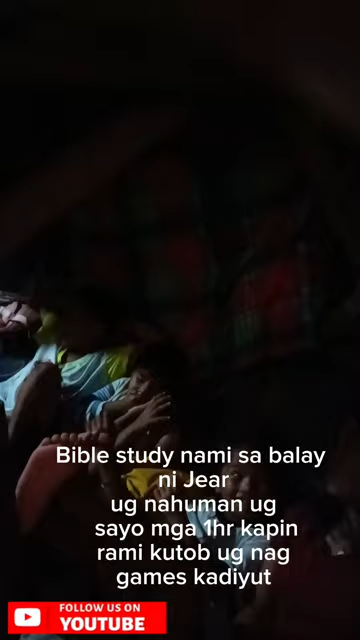 Bible study nami sa balay
ni Jear
ug nahuman ug
sayo mga 1hr kapin
rami kutob ug nag
games kadiyut
FOLLOW US ON
YOUTUBE